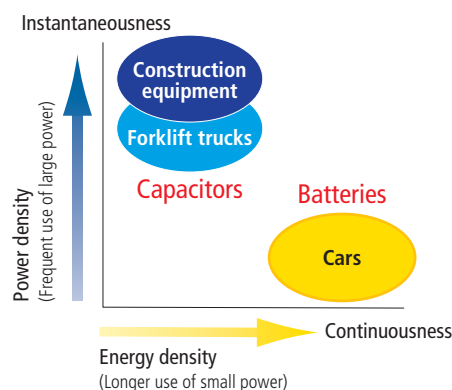 Instantaneousness
Construction
equipment
Forklift trucks
Capacitors
Batteries
Cars
Power density
(Frequent use of large power)
Continuousness
Energy density
(Longer use of small power)